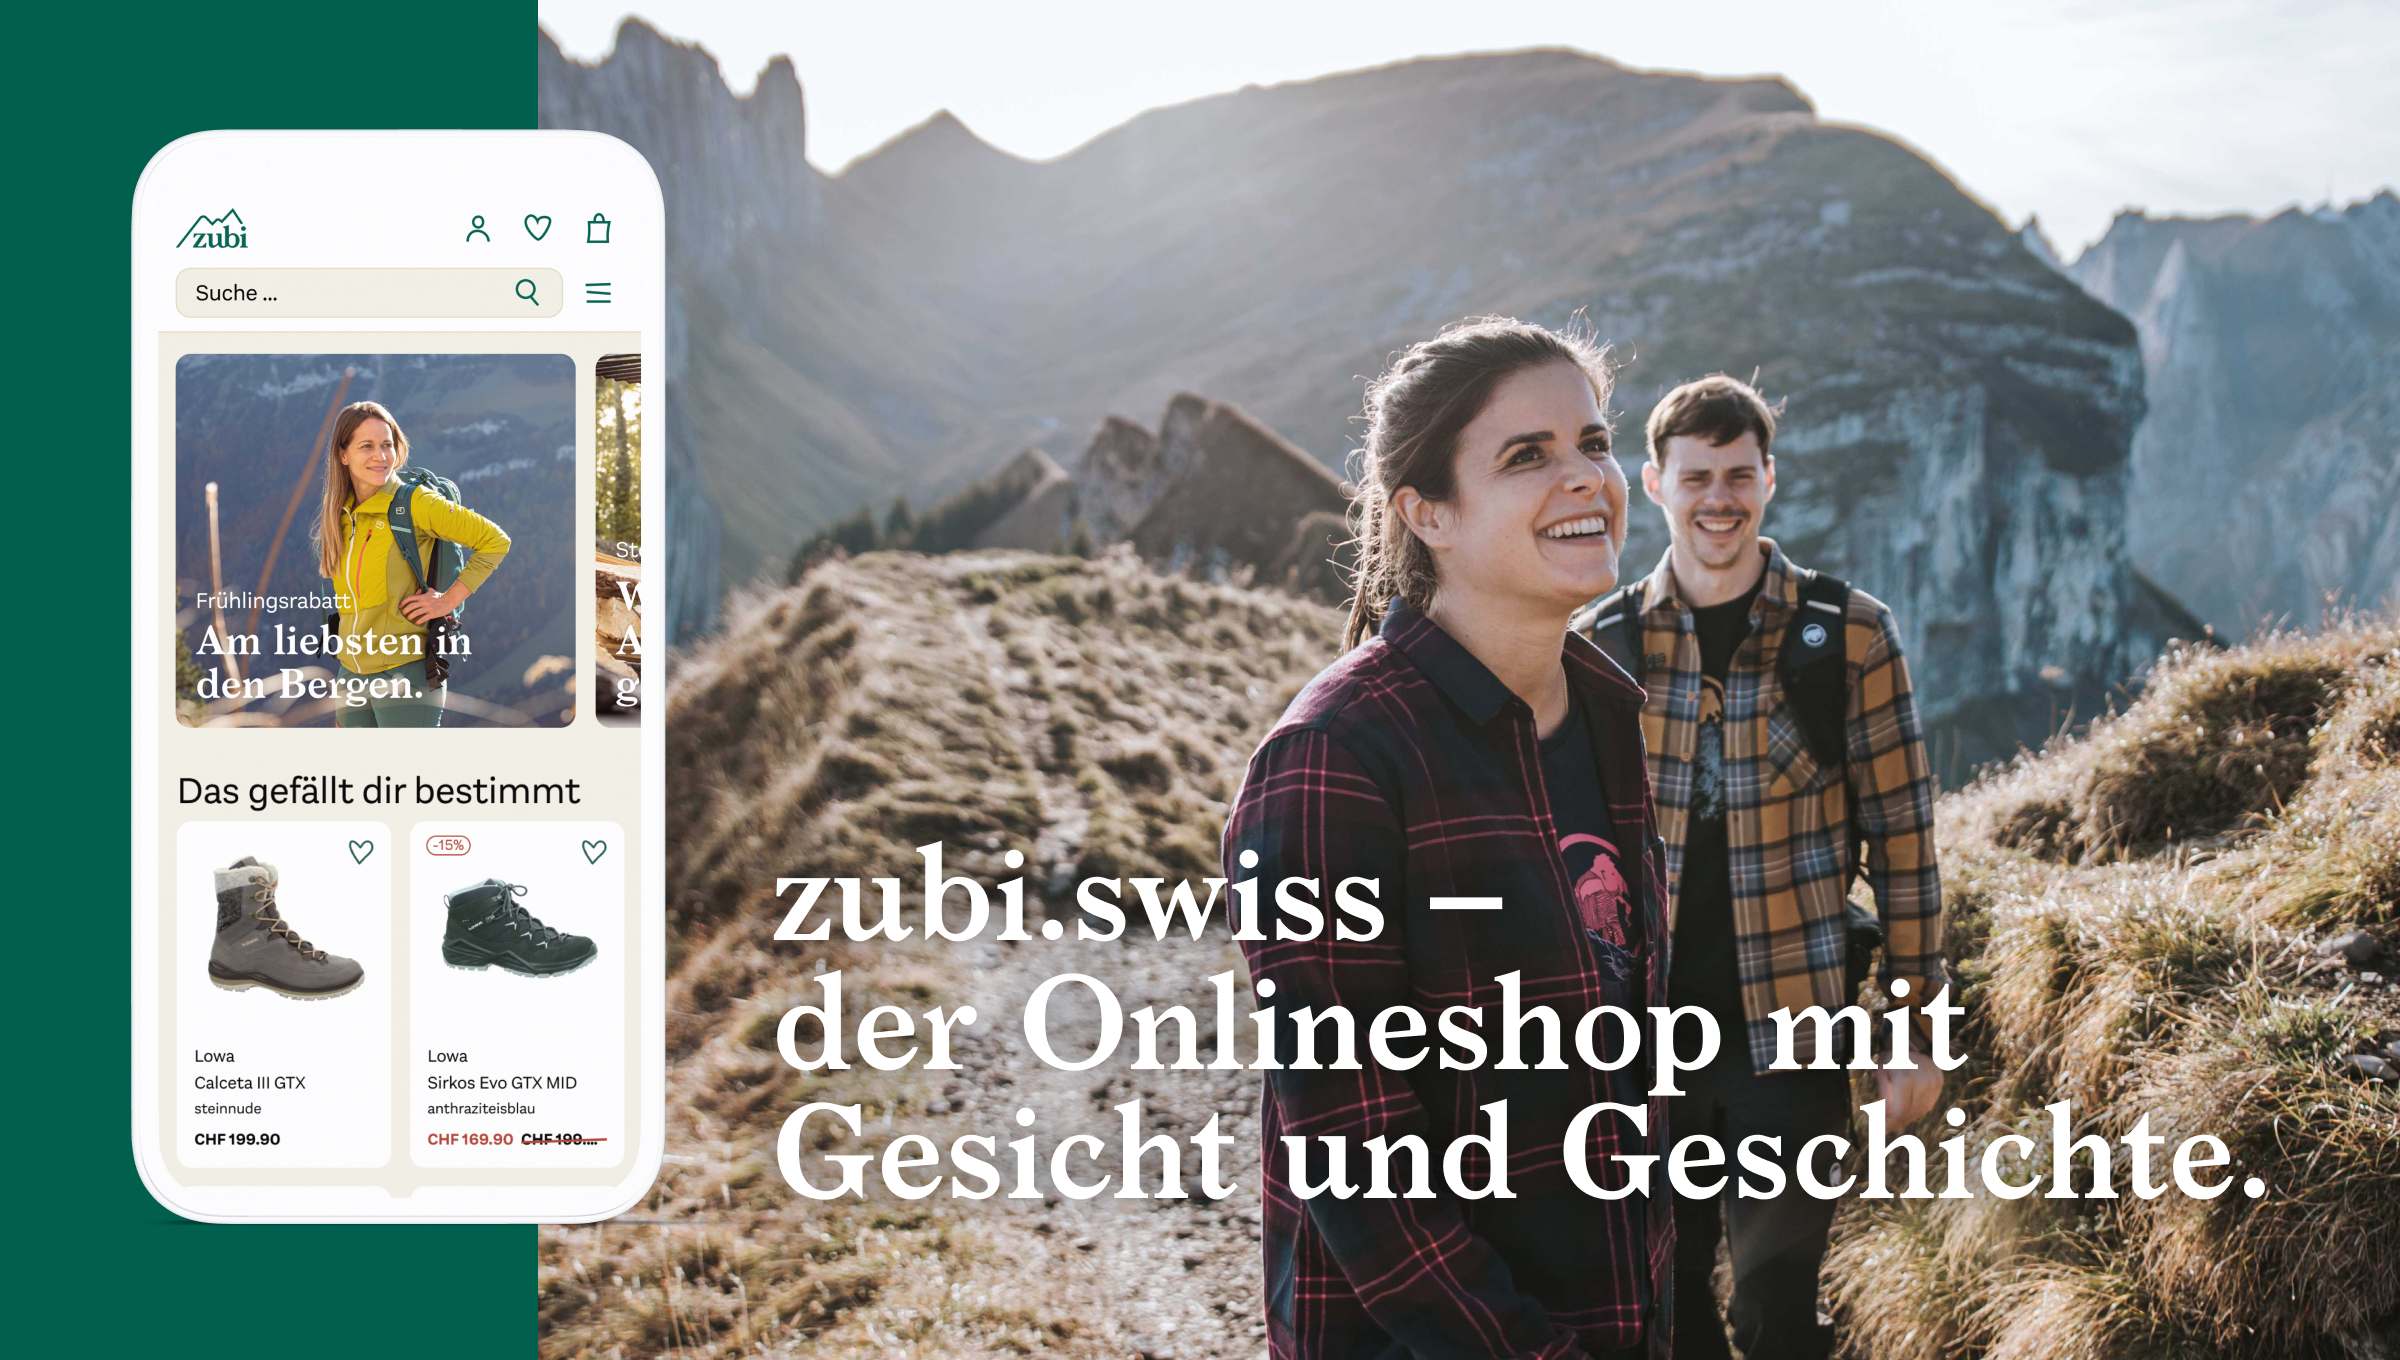 zubi
Suche ...
Frühlingsrabatt
Am liebsten in
den Bergen.
Das gefällt dir bestimmt
Lowa
Calceta III GTX
steinnude
CHF 199.90
-15%
Lowa
Sirkos Evo GTX MID
anthraziteisblau
CHF 169.90 CHF 199....
zubi.swiss –
der Onlineshop mit
Gesicht und Geschichte.